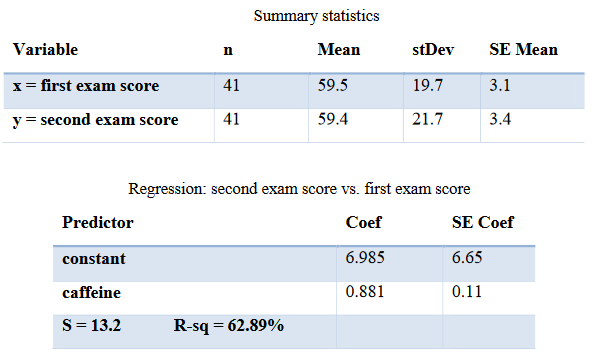 Summary statistics
Variable n Mean stDev SE Mean
x = first exam score 41 59.5 19.7 3.1
y = second exam score 41 59.4 21.7 3.4
Regression: second exam score vs. first exam score
Predictor Coef SE Coef
constant 6.985 6.65
caffeine 0.881 0.11
S = 13.2 R-sq = 62.89%